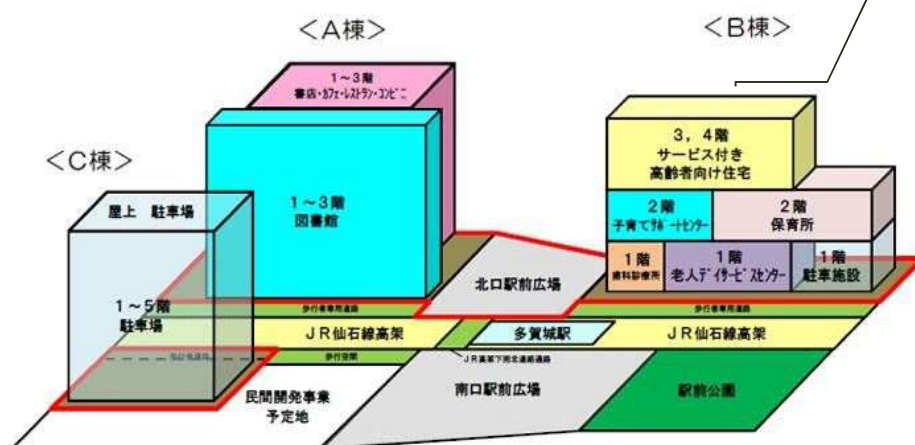 ＜A棟＞
＜B棟＞
＜C棟＞
1～3階
書店・カフェ・レストラン・コンビニ
1～3階
図書館
屋上　駐車場
1～5階
駐車場
3，4階
サービス付き
高齢者向け住宅
2階
子育てサポートセンター
2階
保育所
1階
歯科診療所
1階
老人デイサービスセンター
1階
駐車施設
北口駅前広場
歩行者専用通路
歩行者専用通路
JR仙石線高架
多賀城駅
JR仙石線高架
歩行空間
JR高架下南北連絡通路
民間開発事業
予定地
南口駅前広場
駅前公園